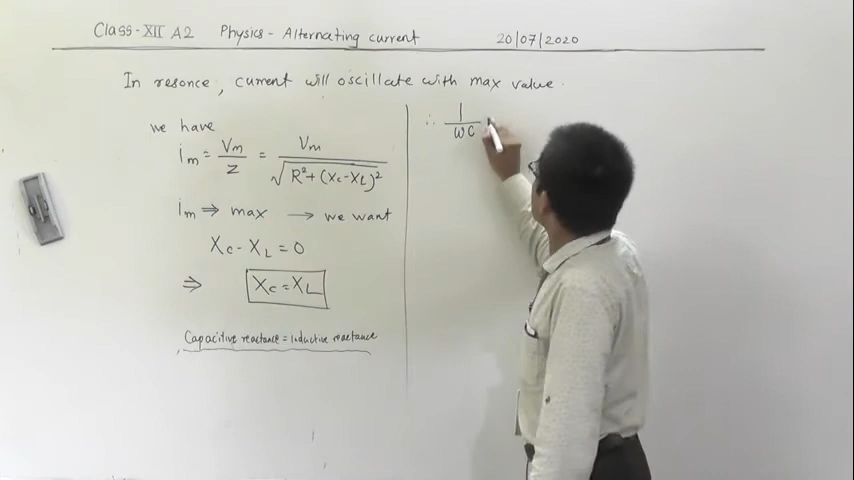 Class-XII A2 Physics - Alternating current 20/07/2020
In resonce, current will oscillate with max value.
we have
im = Vm/Z = Vm/√(R²+(Xc-XL)²)
im ⇒ max → we want
Xc - XL = 0
⇒ Xc = XL
Capacitive reactance = inductive reactance
∴ 1/ωC